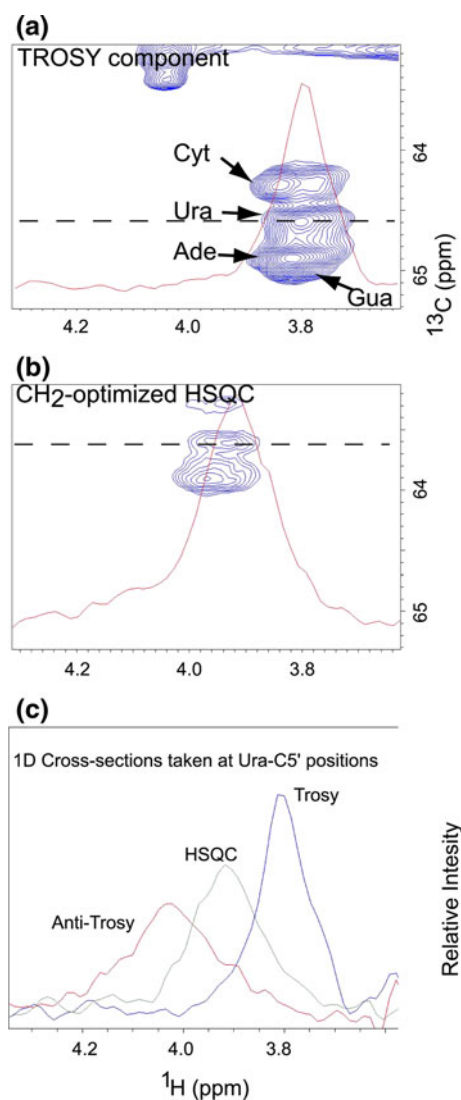 (a)
TROSY component
Cyt
Ura
Ade
Gua
64
65
13C (ppm)
4.2 4.0 3.8
(b)
CH2-optimized HSQC
64
65
4.2 4.0 3.8
(c)
1D Cross-sections taken at Ura-C5' positions
Trosy
HSQC
Anti-Trosy
Relative Intesity
4.2 4.0 3.8
1H (ppm)